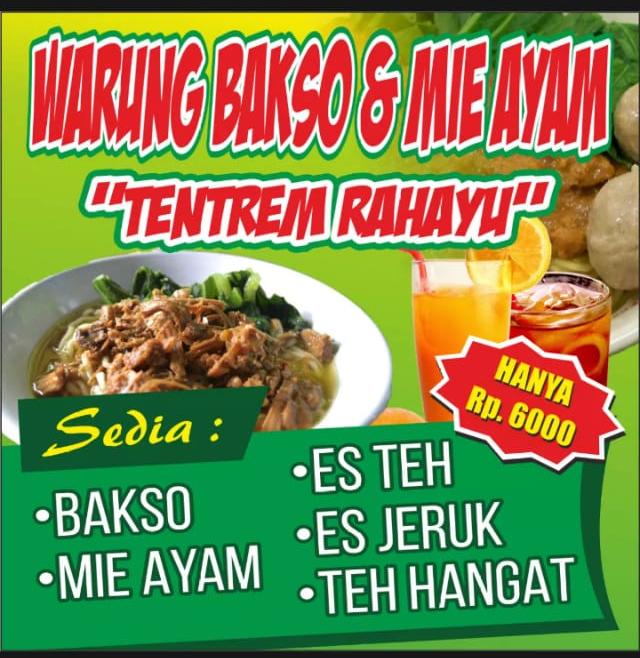 WARUNG BAKSO & MIE AYAM
"TENTREM RAHAYU"
HANYA
Rp. 6000
Sedia :
•BAKSO
•MIE AYAM
•ES TEH
•ES JERUK
•TEH HANGAT